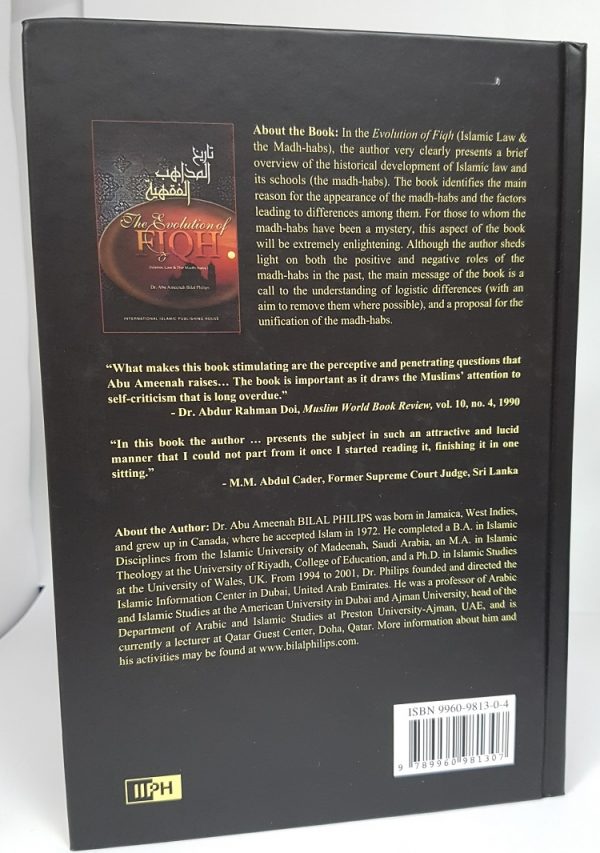 تاريخ
المذاهب
الفقهية
The Evolution of
FIQH
(Islamic Law & The Madh-habs)
Dr. Abu Ameenah Bilal Philips
INTERNATIONAL ISLAMIC PUBLISHING HOUSE
About the Book: In the Evolution of Fiqh (Islamic Law &
the Madh-habs), the author very clearly presents a brief
overview of the historical development of Islamic law and
its schools (the madh-habs). The book identifies the main
reason for the appearance of the madh-habs and the factors
leading to differences among them. For those to whom the
madh-habs have been a mystery, this aspect of the book
will be extremely enlightening. Although the author sheds
light on both the positive and negative roles of the
madh-habs in the past, the main message of the book is a
call to the understanding of logistic differences (with an
aim to remove them where possible), and a proposal for the
unification of the madh-habs.
“What makes this book stimulating are the perceptive and penetrating questions that
Abu Ameenah raises… The book is important as it draws the Muslims’ attention to
self-criticism that is long overdue.”
- Dr. Abdur Rahman Doi, Muslim World Book Review, vol. 10, no. 4, 1990
“In this book the author … presents the subject in such an attractive and lucid
manner that I could not part from it once I started reading it, finishing it in one
sitting.”
- M.M. Abdul Cader, Former Supreme Court Judge, Sri Lanka
About the Author: Dr. Abu Ameenah BILAL PHILIPS was born in Jamaica, West Indies,
and grew up in Canada, where he accepted Islam in 1972. He completed a B.A. in Islamic
Disciplines from the Islamic University of Madeenah, Saudi Arabia, an M.A. in Islamic
Theology at the University of Riyadh, College of Education, and a Ph.D. in Islamic Studies
at the University of Wales, UK. From 1994 to 2001, Dr. Philips founded and directed the
Islamic Information Center in Dubai, United Arab Emirates. He was a professor of Arabic
and Islamic Studies at the American University in Dubai and Ajman University, head of the
Department of Arabic and Islamic Studies at Preston University-Ajman, UAE, and is
currently a lecturer at Qatar Guest Center, Doha, Qatar. More information about him and
his activities may be found at www.bilalphilips.com.
ISBN 9960-9813-0-4
9 789960 981307
IIPH